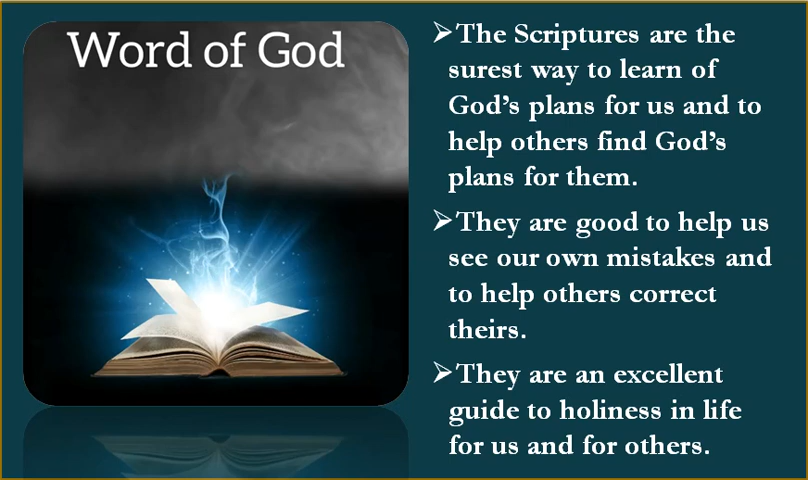 Word of God
➢The Scriptures are the
surest way to learn of
God’s plans for us and to
help others find God’s
plans for them.
➢They are good to help us
see our own mistakes and
to help others correct
theirs.
➢They are an excellent
guide to holiness in life
for us and for others.